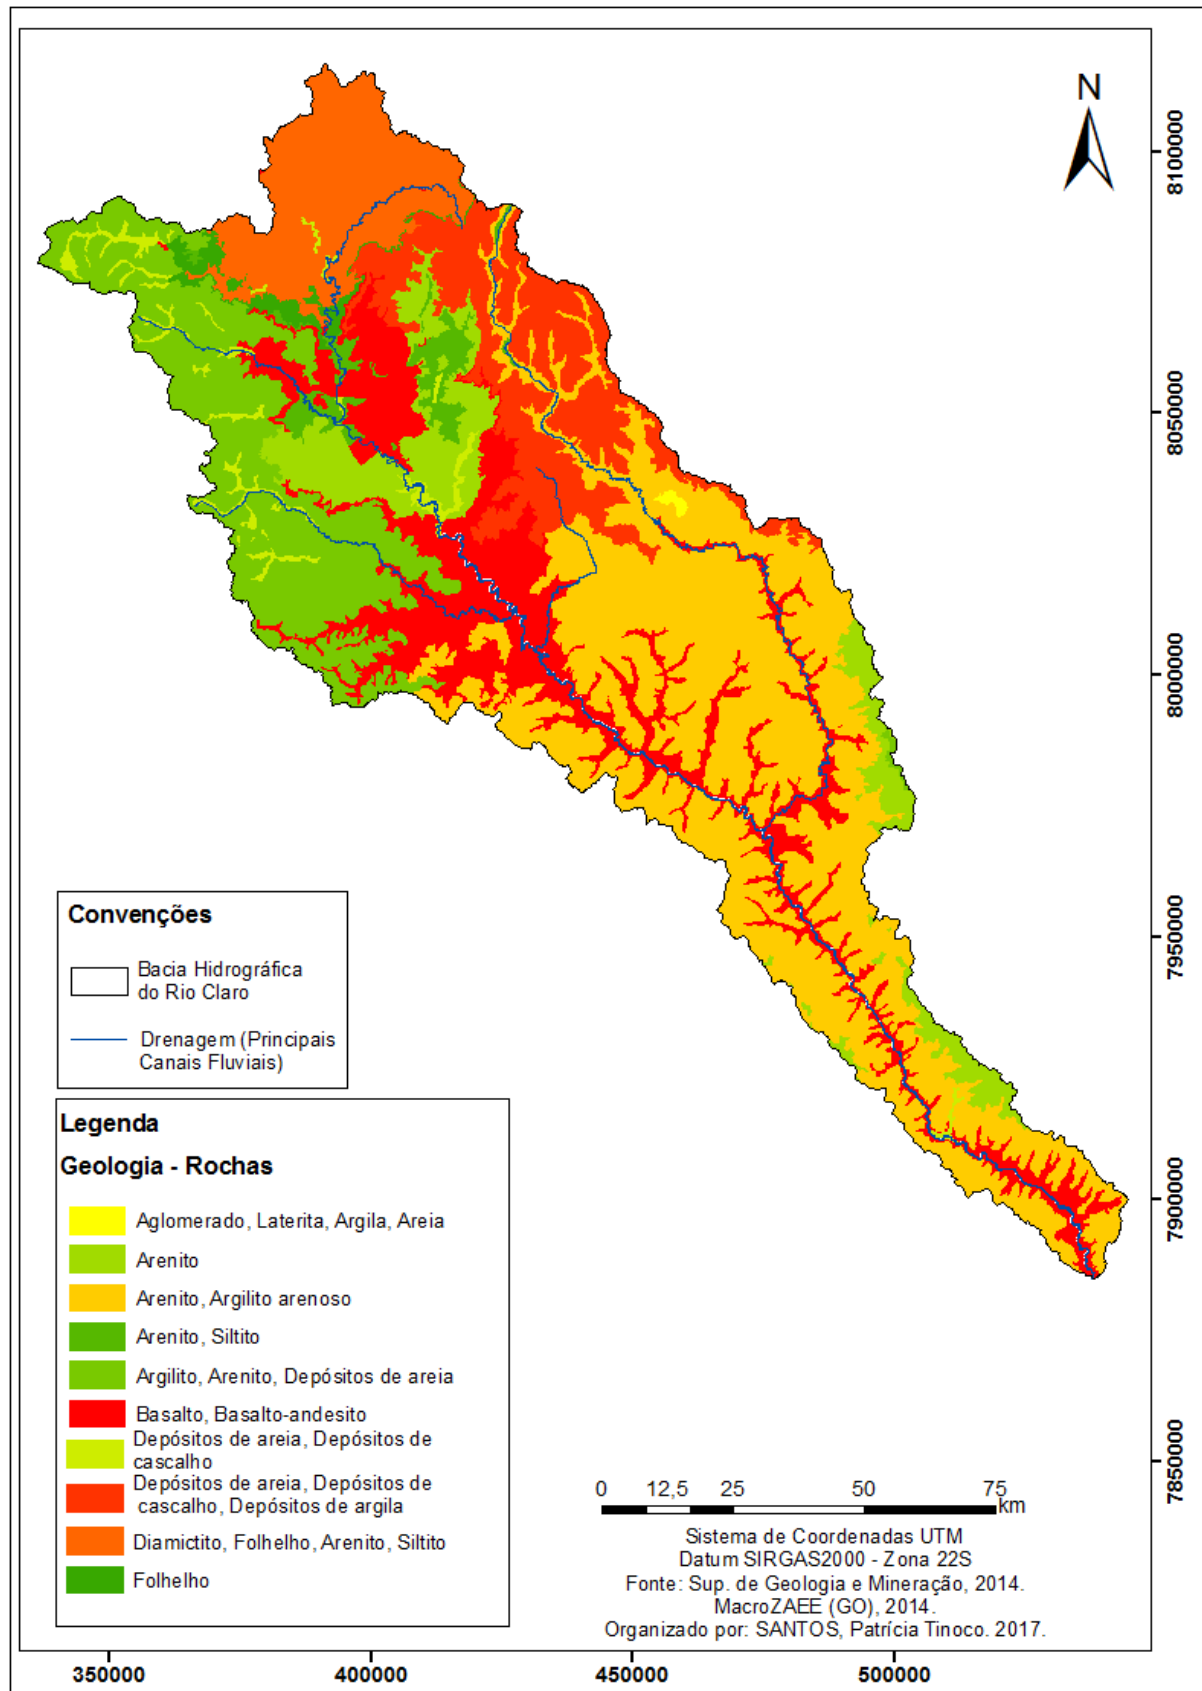 N
8100000
8050000
8000000
7950000
7900000
7850000
Convenções
Bacia Hidrográfica
do Rio Claro
Drenagem (Principais
Canais Fluviais)
Legenda
Geologia - Rochas
Aglomerado, Laterita, Argila, Areia
Arenito
Arenito, Argilito arenoso
Arenito, Siltito
Argilito, Arenito, Depósitos de areia
Basalto, Basalto-andesito
Depósitos de areia, Depósitos de
cascalho
Depósitos de areia, Depósitos de
cascalho, Depósitos de argila
Diamictito, Folhelho, Arenito, Siltito
Folhelho
0 12,5 25 50 75
km
Sistema de Coordenadas UTM
Datum SIRGAS2000 - Zona 22S
Fonte: Sup. de Geologia e Mineração, 2014.
MacroZAEE (GO), 2014.
Organizado por: SANTOS, Patrícia Tinoco. 2017.
350000 400000 450000 500000